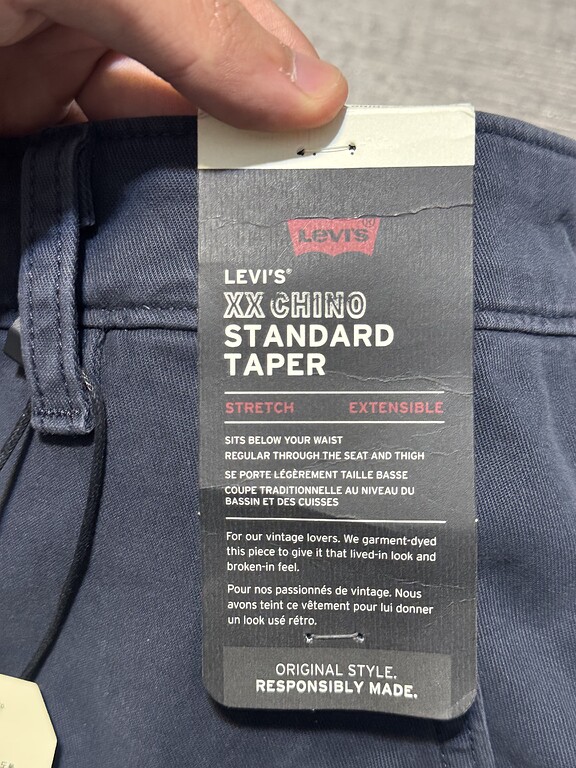 Levi's®
LEVI'S®
XX CHINO
STANDARD
TAPER
STRETCH EXTENSIBLE
SITS BELOW YOUR WAIST
REGULAR THROUGH THE SEAT AND THIGH
SE PORTE LÉGÈREMENT TAILLE BASSE
COUPE TRADITIONNELLE AU NIVEAU DU
BASSIN ET DES CUISSES
For our vintage lovers. We garment-dyed
this piece to give it that lived-in look and
broken-in feel.
Pour nos passionnés de vintage. Nous
avons teint ce vêtement pour lui donner
un look usé rétro.
ORIGINAL STYLE.
RESPONSIBLY MADE.